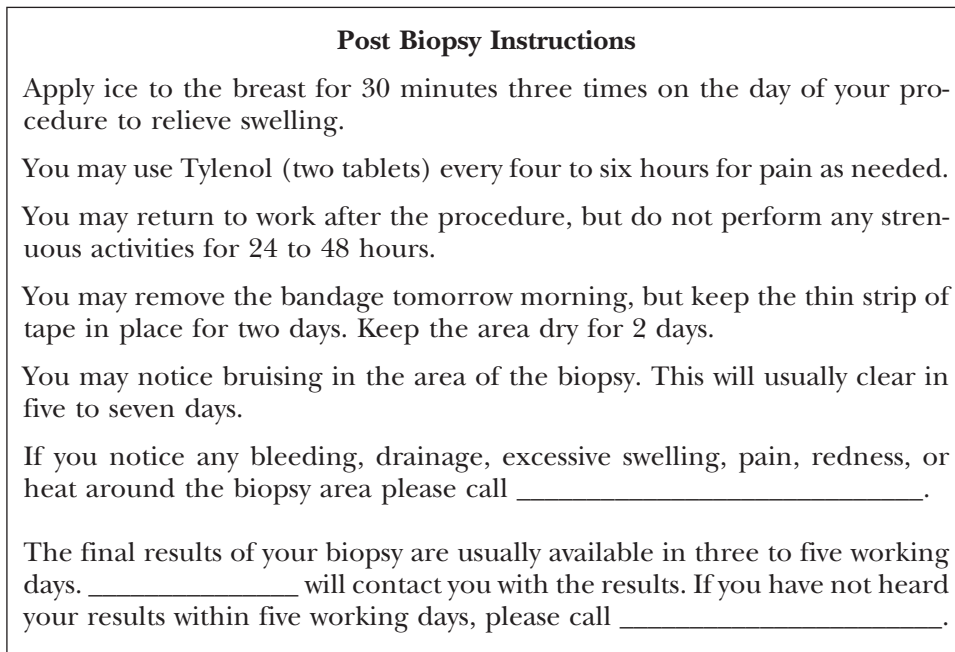 Post Biopsy Instructions
Apply ice to the breast for 30 minutes three times on the day of your pro-
cedure to relieve swelling.
You may use Tylenol (two tablets) every four to six hours for pain as needed.
You may return to work after the procedure, but do not perform any stren-
uous activities for 24 to 48 hours.
You may remove the bandage tomorrow morning, but keep the thin strip of
tape in place for two days. Keep the area dry for 2 days.
You may notice bruising in the area of the biopsy. This will usually clear in
five to seven days.
If you notice any bleeding, drainage, excessive swelling, pain, redness, or
heat around the biopsy area please call _____________________________.
The final results of your biopsy are usually available in three to five working
days. _______________ will contact you with the results. If you have not heard
your results within five working days, please call _______________________.